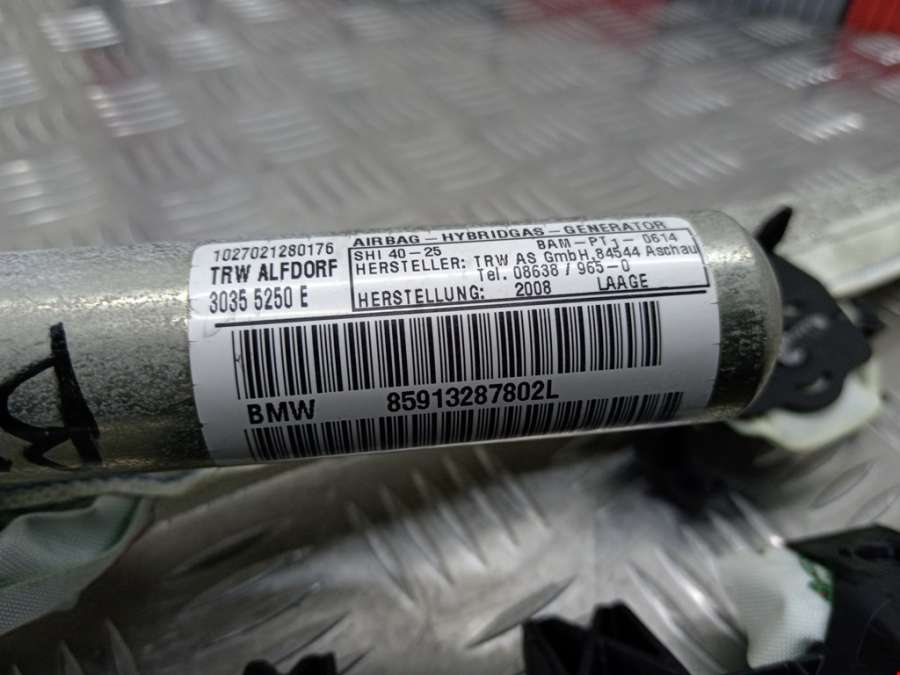 1027021280176
TRW ALFDORF
3035 5250 E
AIRBAG-HYBRIDGAS-GENERATOR
SHI 40-25 BAM-PT1-0614
HERSTELLER: TRW AS GmbH,84544 Aschau
Tel. 08638/965-0
HERSTELLUNG: 2008 LAAGE
BMW 85913287802L